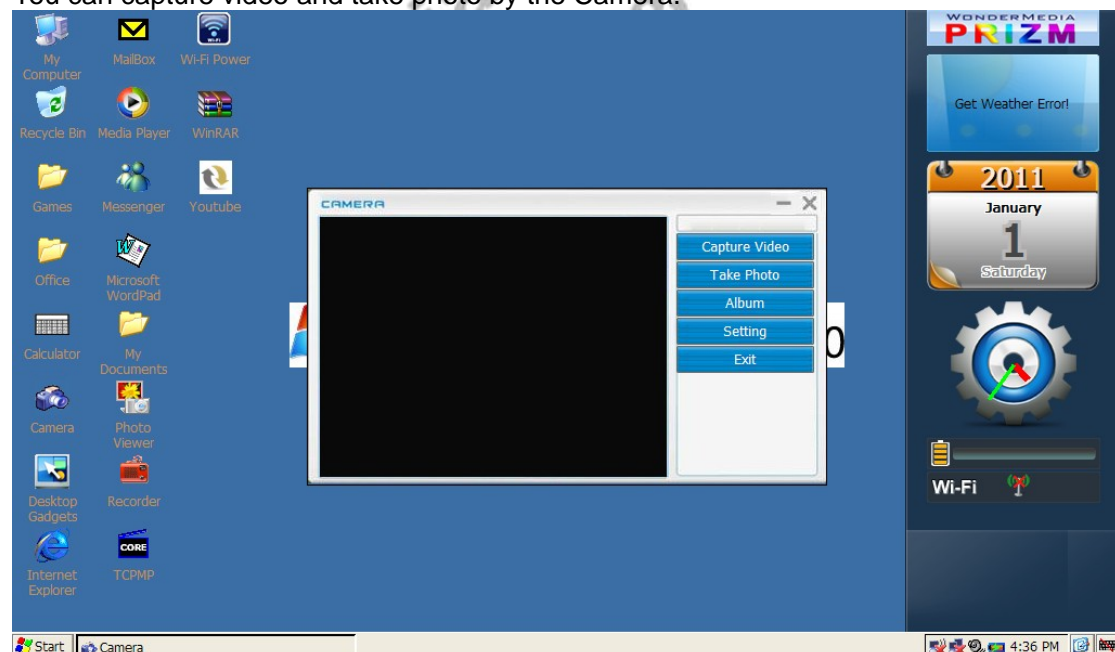 You can capture video and take photo by the Camera.
My Computer
MailBox
Wi-Fi Power
Recycle Bin
Media Player
WinRAR
Games
Messenger
Youtube
Office
Microsoft WordPad
Calculator
My Documents
Camera
Photo Viewer
Desktop Gadgets
Recorder
Internet Explorer
CORE
TCPMP
CAMERA
Capture Video
Take Photo
Album
Setting
Exit
WONDERMEDIA
PRIZM
Get Weather Error!
2011
January
1
Saturday
Wi-Fi
Start
Camera
4:36 PM